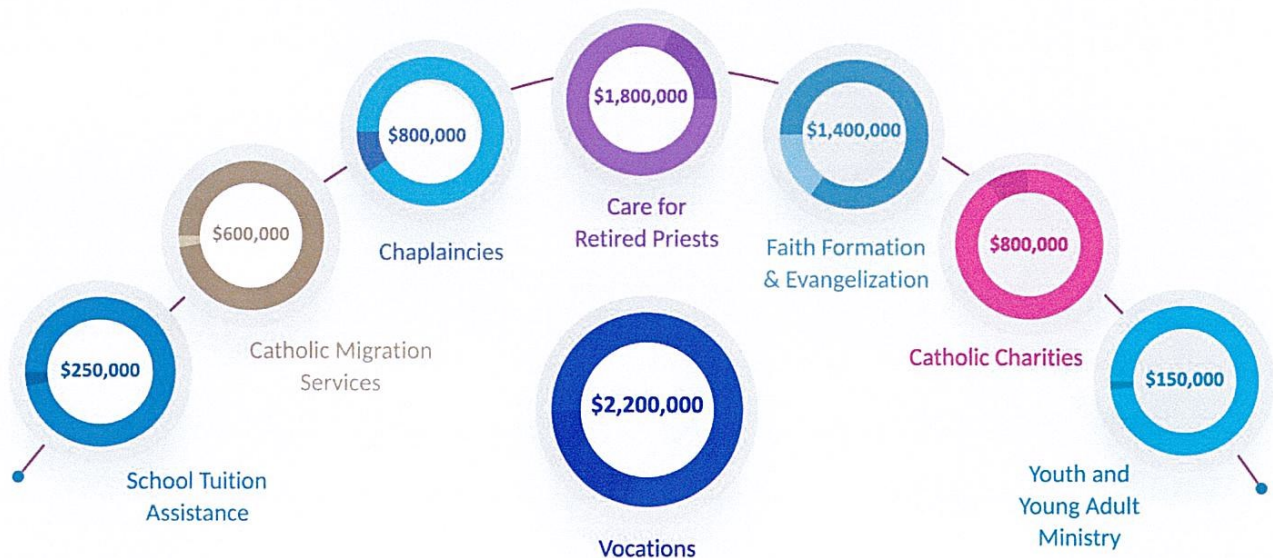 $250,000
School Tuition
Assistance
$600,000
Catholic Migration
Services
$800,000
Chaplaincies
$1,800,000
Care for
Retired Priests
$1,400,000
Faith Formation
& Evangelization
$800,000
Catholic Charities
$150,000
Youth and
Young Adult
Ministry
$2,200,000
Vocations